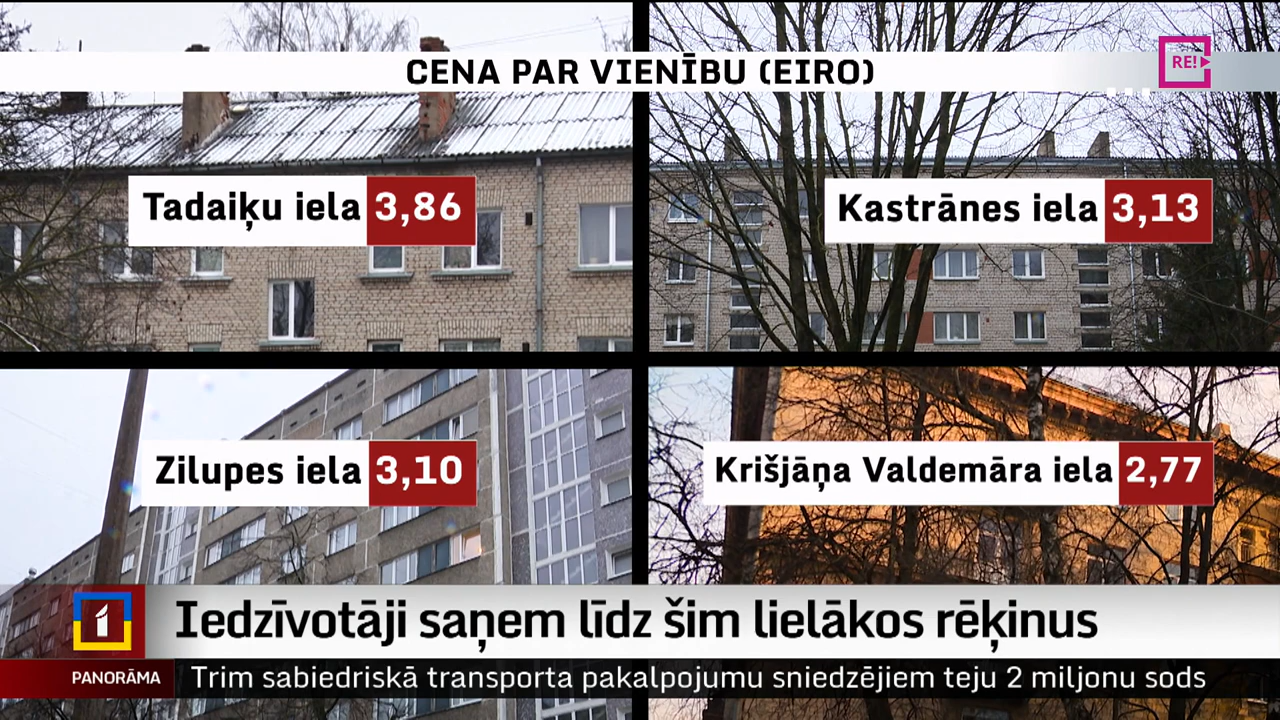 CENA PAR VIENĪBU (EIRO)
RE!
Tadaiķu iela 3,86
Kastrānes iela 3,13
Zilupes iela 3,10
Krišjāņa Valdemāra iela 2,77
1 Iedzīvotāji saņem līdz šim lielākos rēķinus
PANORĀMA Trim sabiedriskā transporta pakalpojumu sniedzējiem teju 2 miljonu sods